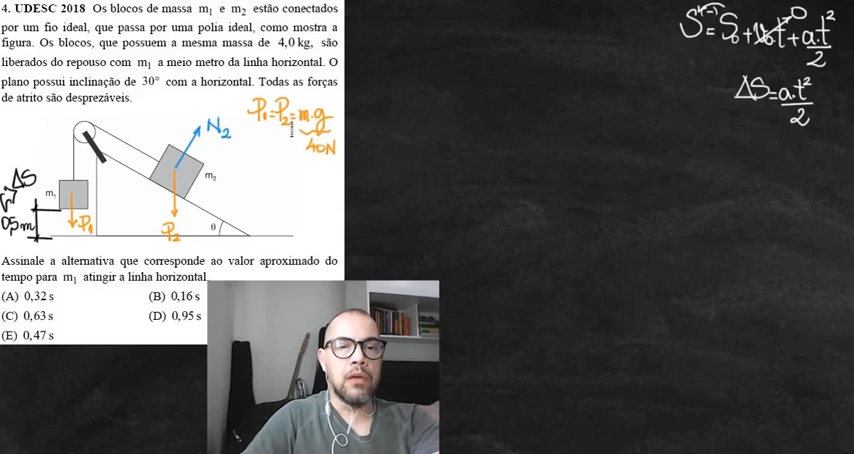 4. UDESC 2018 Os blocos de massa m₁ e m₂ estão conectados
por um fio ideal, que passa por uma polia ideal, como mostra a
figura. Os blocos, que possuem a mesma massa de 4,0 kg, são
liberados do repouso com m₁ a meio metro da linha horizontal. O
plano possui inclinação de 30° com a horizontal. Todas as forças
de atrito são desprezáveis.
P₁=P₂=m.g
40N
N₂
m₂
ΔS
m₁
0,5m
P₁
P₂
θ
Assinale a alternativa que corresponde ao valor aproximado do
tempo para m₁ atingir a linha horizontal.
(A) 0,32 s
(B) 0,16 s
(C) 0,63 s
(D) 0,95 s
(E) 0,47 s
S=S₀+V₀t+a.t²/2
0
ΔS=a.t²/2